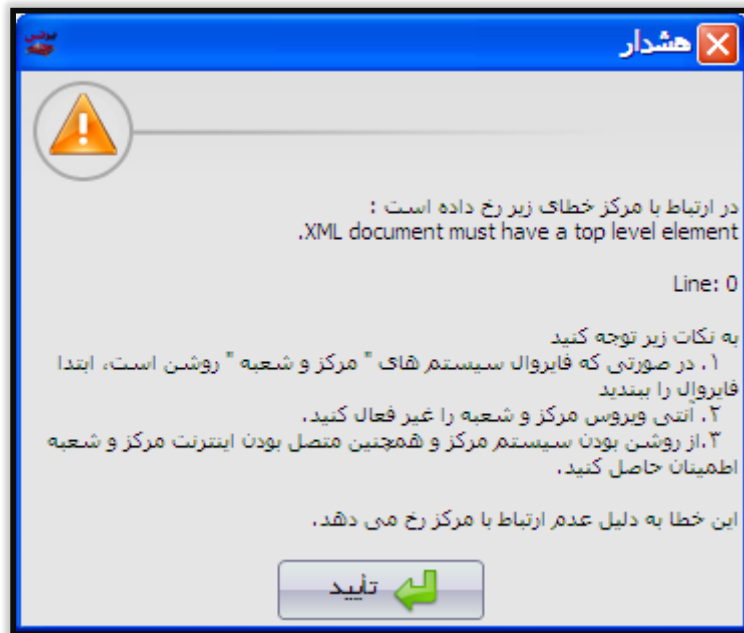 هشدار
در ارتباط با مرکز خطای زیر رخ داده است :
XML document must have a top level element.
Line: 0
به نکات زیر توجه کنید
۱. در صورتی که فایروال سیستم های " مرکز و شعبه " روشن است، ابتدا
فایروال را ببندید
۲. آنتی ویروس مرکز و شعبه را غیر فعال کنید.
۳.از روشن بودن سیستم مرکز و همچنین متصل بودن اینترنت مرکز و شعبه
اطمینان حاصل کنید.
این خطا به دلیل عدم ارتباط با مرکز رخ می دهد.
تأیید